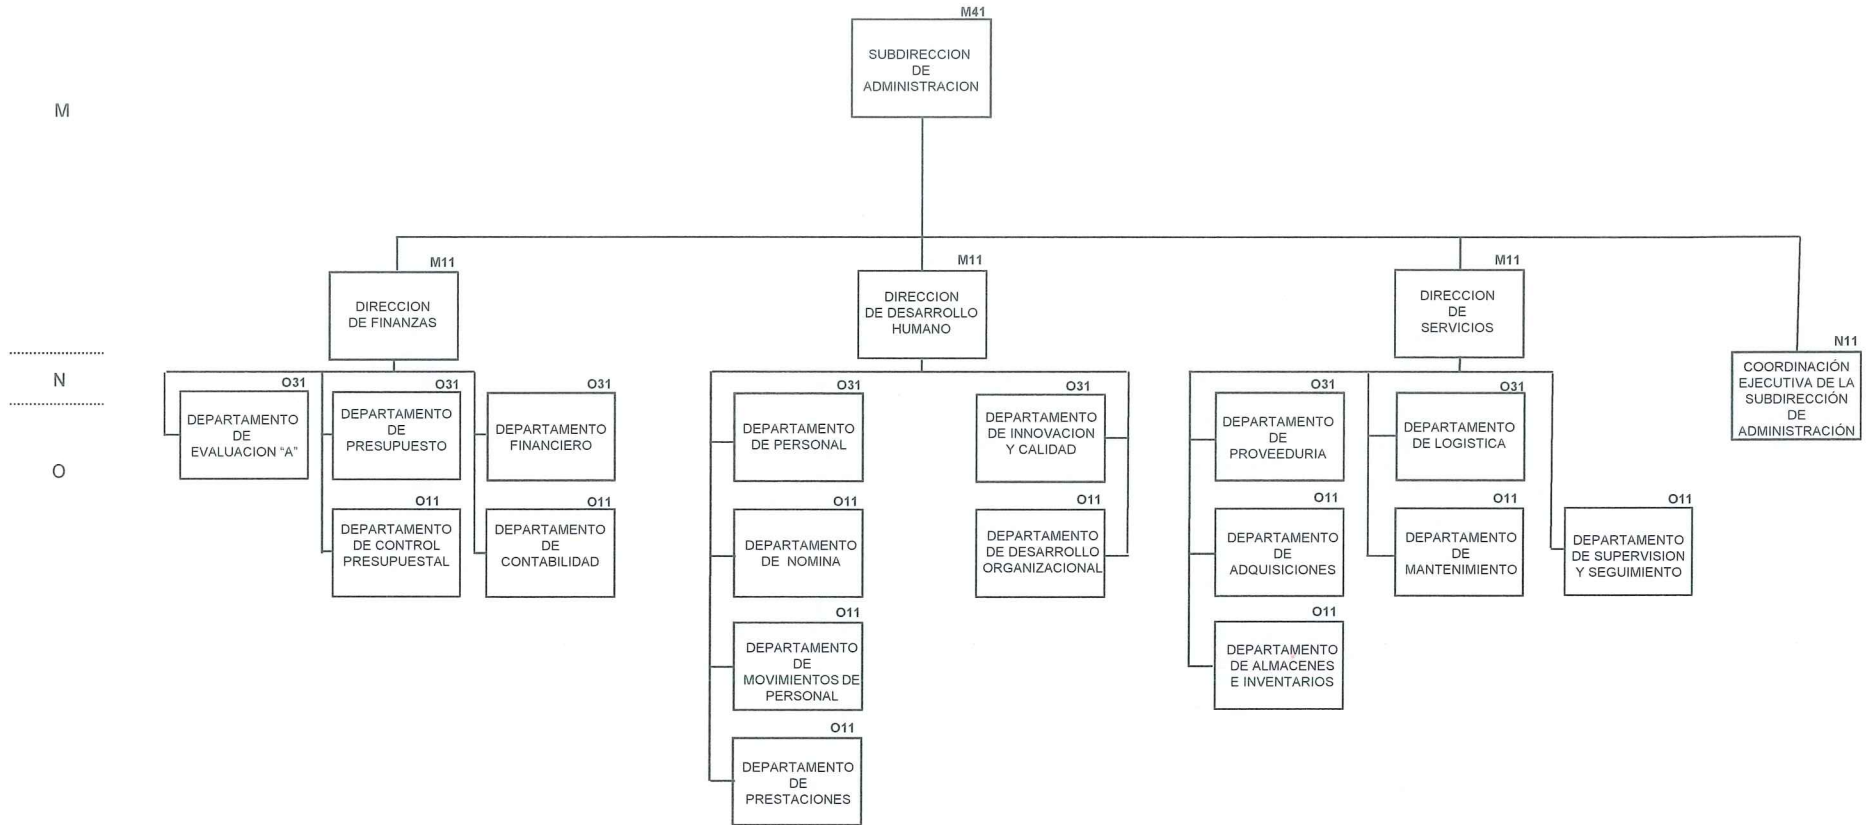 M41
SUBDIRECCION
DE
ADMINISTRACION
M
M11
DIRECCION
DE FINANZAS
M11
DIRECCION
DE DESARROLLO
HUMANO
M11
DIRECCION
DE
SERVICIOS
N11
COORDINACIÓN
EJECUTIVA DE LA
SUBDIRECCIÓN
DE
ADMINISTRACIÓN
N
O
O31
DEPARTAMENTO
DE
EVALUACION “A”
O31
DEPARTAMENTO
DE
PRESUPUESTO
O31
DEPARTAMENTO
FINANCIERO
O11
DEPARTAMENTO
DE CONTROL
PRESUPUESTAL
O11
DEPARTAMENTO
DE
CONTABILIDAD
O31
DEPARTAMENTO
DE PERSONAL
O31
DEPARTAMENTO
DE INNOVACION
Y CALIDAD
O11
DEPARTAMENTO
DE NOMINA
O11
DEPARTAMENTO
DE DESARROLLO
ORGANIZACIONAL
O11
DEPARTAMENTO
DE
MOVIMIENTOS DE
PERSONAL
O11
DEPARTAMENTO
DE
PRESTACIONES
O31
DEPARTAMENTO
DE
PROVEEDURIA
O31
DEPARTAMENTO
DE LOGISTICA
O11
DEPARTAMENTO
DE
ADQUISICIONES
O11
DEPARTAMENTO
DE
MANTENIMIENTO
O11
DEPARTAMENTO
DE SUPERVISION
Y SEGUIMIENTO
O11
DEPARTAMENTO
DE ALMACENES
E INVENTARIOS